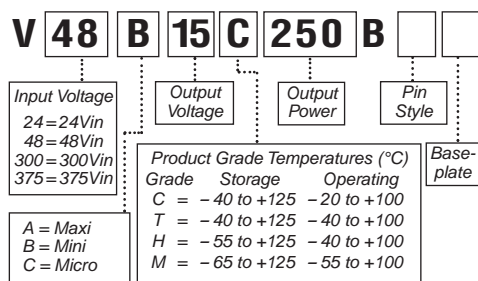 V 48 B 15 C 250 B
Input Voltage
24 = 24Vin
48 = 48Vin
300 = 300Vin
375 = 375Vin
Output
Voltage
Output
Power
Pin
Style
Base-
plate
Product Grade Temperatures (°C)
Grade Storage Operating
C = – 40 to +125 – 20 to +100
T = – 40 to +125 – 40 to +100
H = – 55 to +125 – 40 to +100
M = – 65 to +125 – 55 to +100
A = Maxi
B = Mini
C = Micro